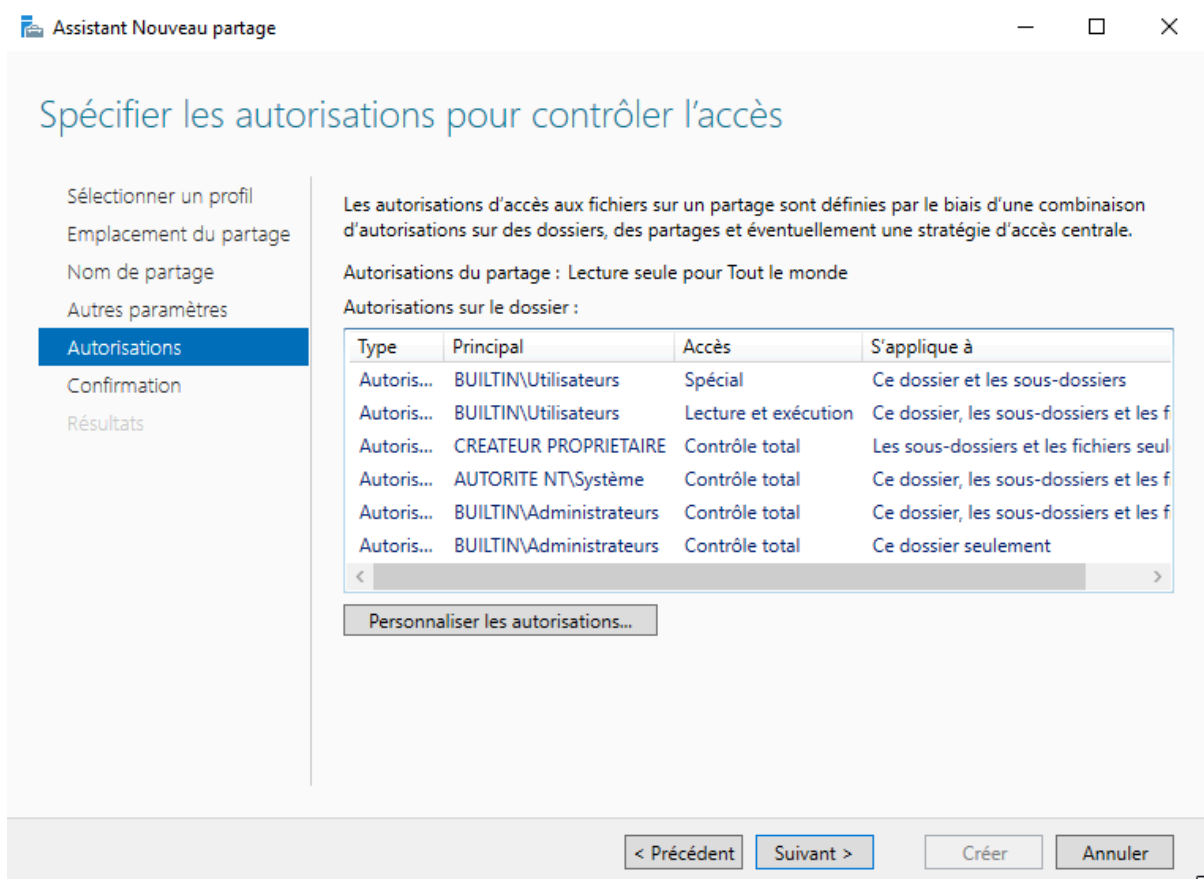 Assistant Nouveau partage
Spécifier les autorisations pour contrôler l'accès
Sélectionner un profil
Emplacement du partage
Nom de partage
Autres paramètres
Autorisations
Confirmation
Résultats
Les autorisations d'accès aux fichiers sur un partage sont définies par le biais d'une combinaison
d'autorisations sur des dossiers, des partages et éventuellement une stratégie d'accès centrale.
Autorisations du partage : Lecture seule pour Tout le monde
Autorisations sur le dossier :
Type Principal Accès S'applique à
Autoris... BUILTIN\Utilisateurs Spécial Ce dossier et les sous-dossiers
Autoris... BUILTIN\Utilisateurs Lecture et exécution Ce dossier, les sous-dossiers et les f
Autoris... CREATEUR PROPRIETAIRE Contrôle total Les sous-dossiers et les fichiers seul
Autoris... AUTORITE NT\Système Contrôle total Ce dossier, les sous-dossiers et les f
Autoris... BUILTIN\Administrateurs Contrôle total Ce dossier, les sous-dossiers et les f
Autoris... BUILTIN\Administrateurs Contrôle total Ce dossier seulement
Personnaliser les autorisations...
< Précédent Suivant > Créer Annuler